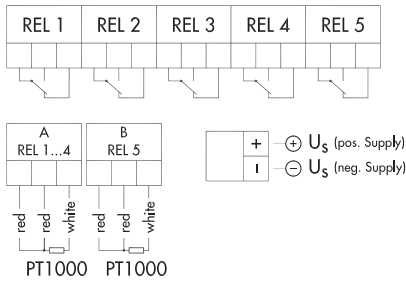 REL 1 REL 2 REL 3 REL 4 REL 5
A B
REL 1...4 REL 5
+ + Us (pos. Supply)
- - Us (neg. Supply)
red red white red red white
PT1000 PT1000